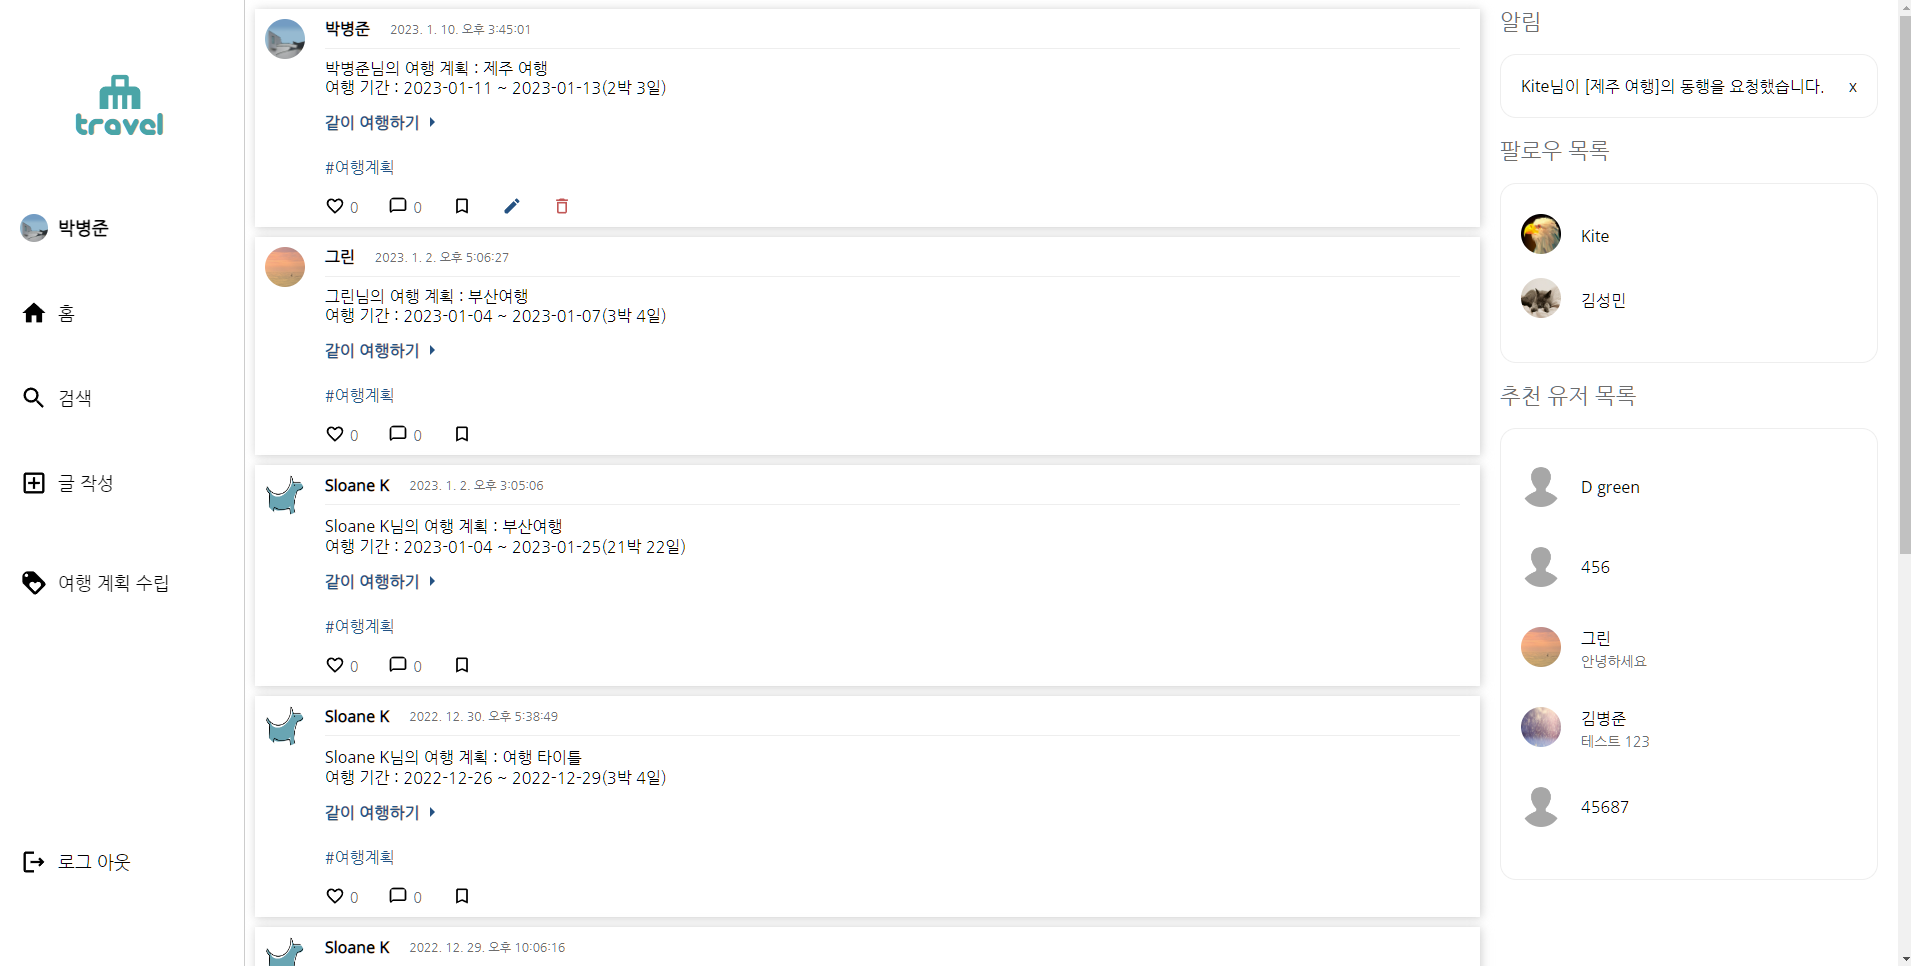 travel
박병준
홈
검색
글 작성
여행 계획 수립
로그 아웃
박병준 2023. 1. 10. 오후 3:45:01
박병준님의 여행 계획 : 제주 여행
여행 기간 : 2023-01-11 ~ 2023-01-13(2박 3일)
같이 여행하기
#여행계획
0 0
그린 2023. 1. 2. 오후 5:06:27
그린님의 여행 계획 : 부산여행
여행 기간 : 2023-01-04 ~ 2023-01-07(3박 4일)
같이 여행하기
#여행계획
0 0
Sloane K 2023. 1. 2. 오후 3:05:06
Sloane K님의 여행 계획 : 부산여행
여행 기간 : 2023-01-04 ~ 2023-01-25(21박 22일)
같이 여행하기
#여행계획
0 0
Sloane K 2022. 12. 30. 오후 5:38:49
Sloane K님의 여행 계획 : 여행 타이틀
여행 기간 : 2022-12-26 ~ 2022-12-29(3박 4일)
같이 여행하기
#여행계획
0 0
Sloane K 2022. 12. 29. 오후 10:06:16
알림
Kite님이 [제주 여행]의 동행을 요청했습니다. x
팔로우 목록
Kite
김성민
추천 유저 목록
D green
456
그린
안녕하세요
김병준
테스트 123
45687